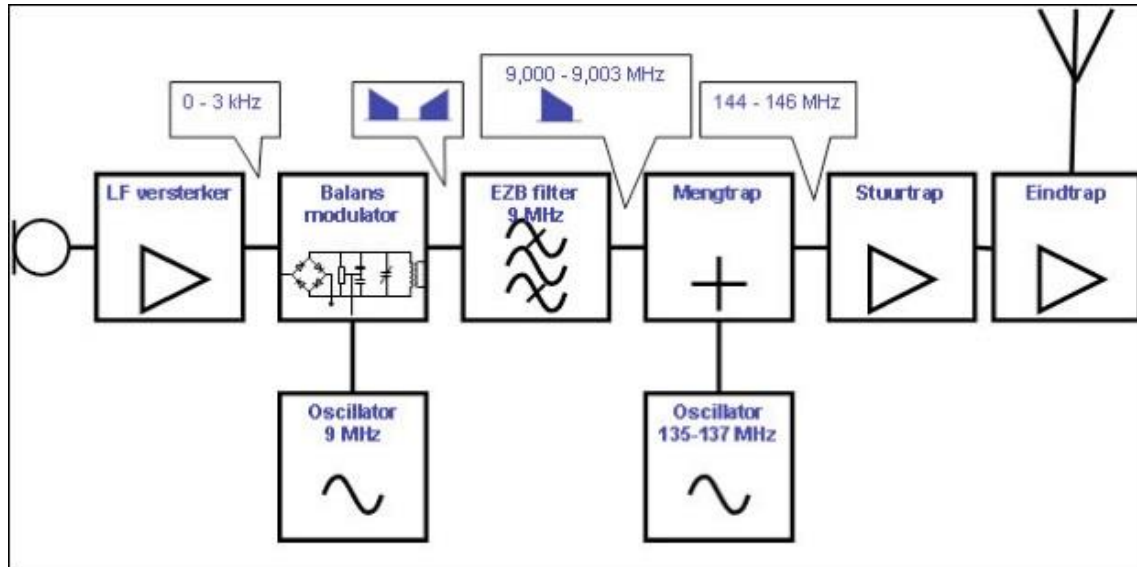 9,000 - 9,003 MHz
0 - 3 kHz
144 - 146 MHz
LF versterker
Balans
modulator
EZB filter
9 MHz
Mengtrap
Stuurtrap
Eindtrap
Oscillator
9 MHz
Oscillator
135-137 MHz